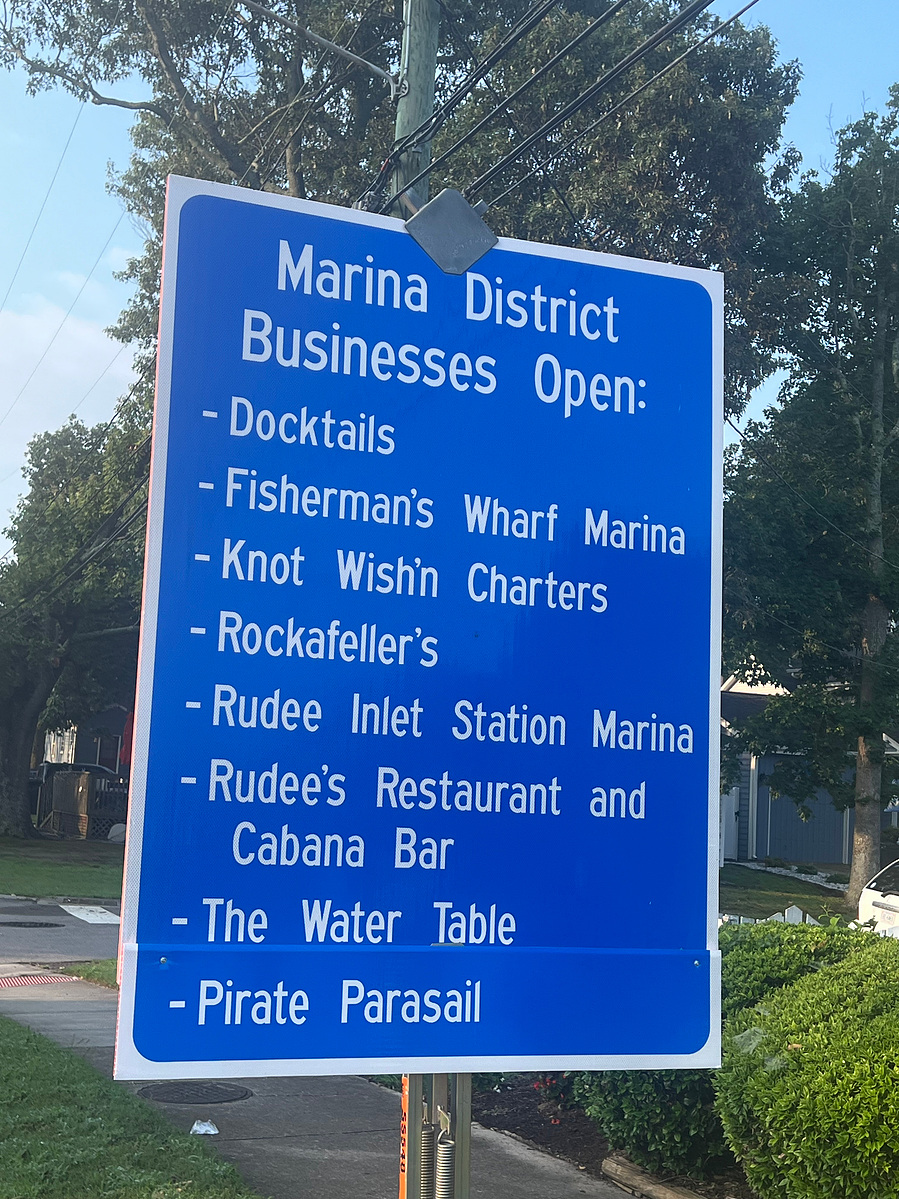 Marina District
Businesses Open:
- Docktails
- Fisherman's Wharf Marina
- Knot Wish'n Charters
- Rockafeller's
- Rudee Inlet Station Marina
- Rudee's Restaurant and
Cabana Bar
- The Water Table
- Pirate Parasail